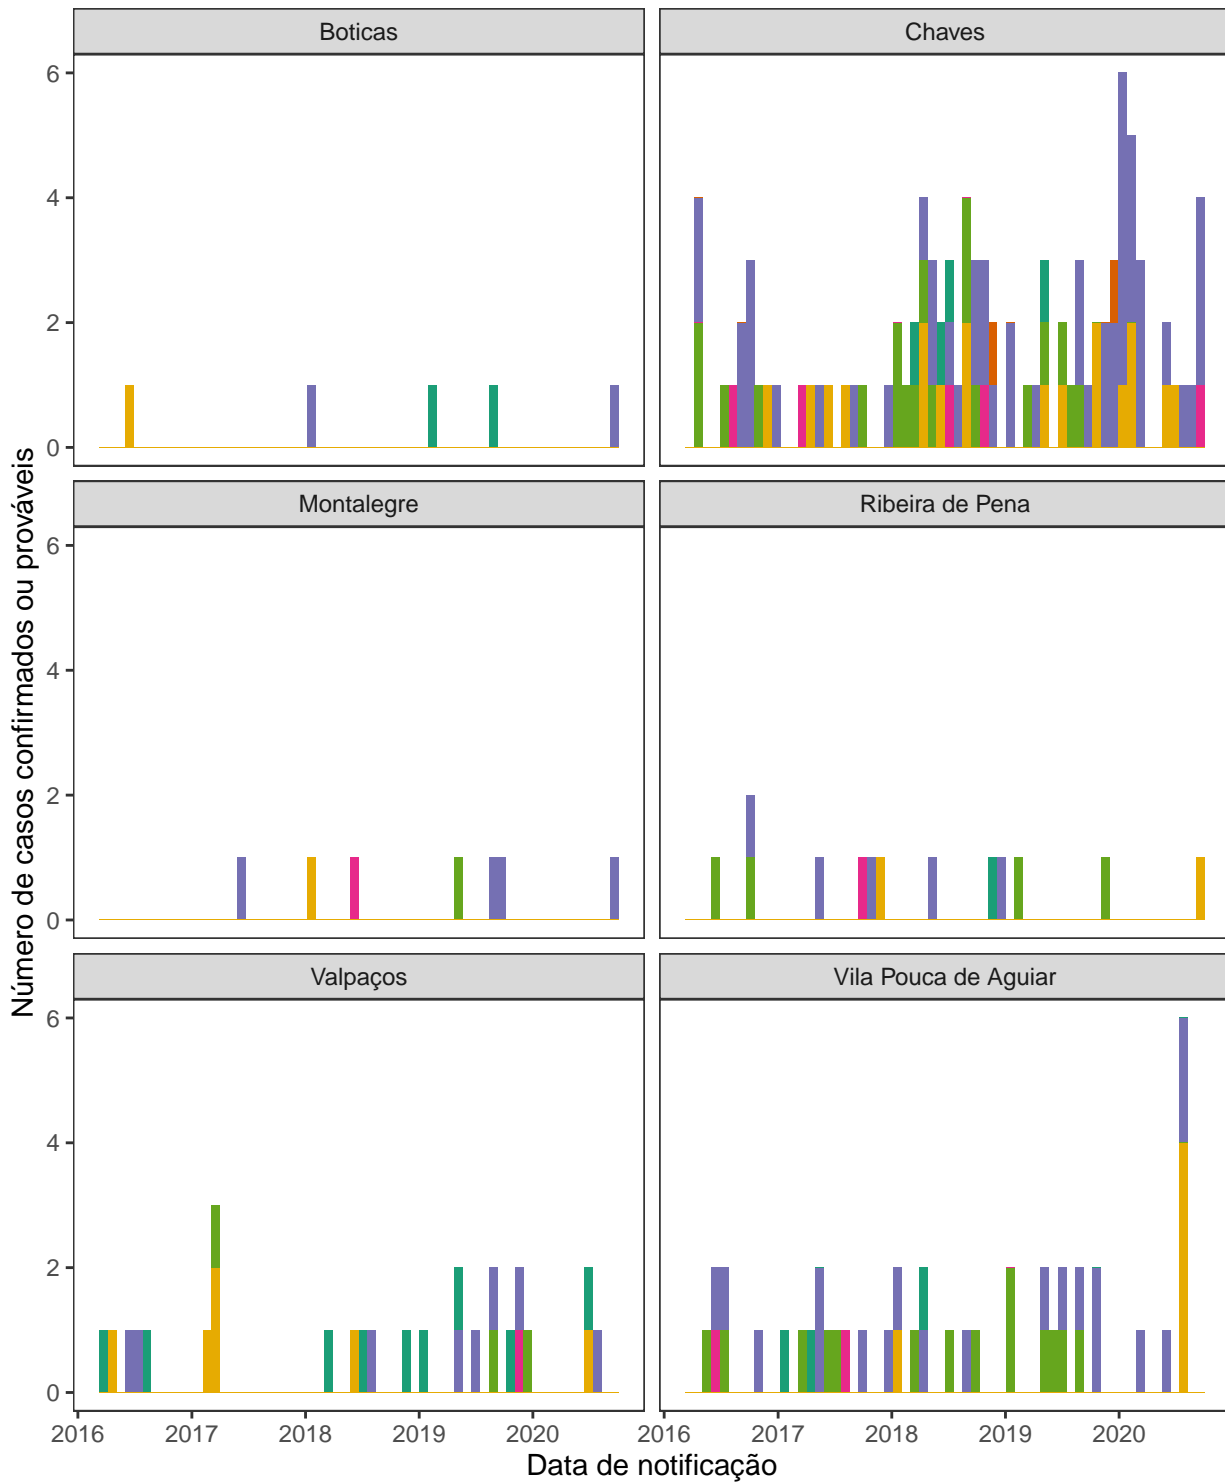 Boticas
Chaves
6
4
2
0
Montalegre
Ribeira de Pena
6
4
2
0
Valpaços
Vila Pouca de Aguiar
6
4
2
0
2016 2017 2018 2019 2020
2016 2017 2018 2019 2020
Data de notificação
Número de casos confirmados ou prováveis